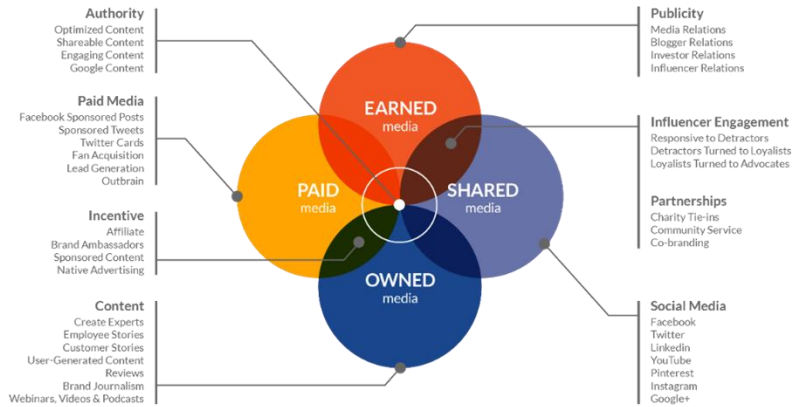 Authority
Optimized Content
Shareable Content
Engaging Content
Google Content
Paid Media
Facebook Sponsored Posts
Sponsored Tweets
Twitter Cards
Fan Acquisition
Lead Generation
Outbrain
Incentive
Affiliate
Brand Ambassadors
Sponsored Content
Native Advertising
Content
Create Experts
Employee Stories
Customer Stories
User-Generated Content
Reviews
Brand Journalism
Webinars, Videos & Podcasts
EARNED
media
PAID
media
SHARED
media
OWNED
media
Publicity
Media Relations
Blogger Relations
Investor Relations
Influencer Relations
Influencer Engagement
Responsive to Detractors
Detractors Turned to Loyalists
Loyalists Turned to Advocates
Partnerships
Charity Tie-ins
Community Service
Co-branding
Social Media
Facebook
Twitter
Linkedin
YouTube
Pinterest
Instagram
Google+